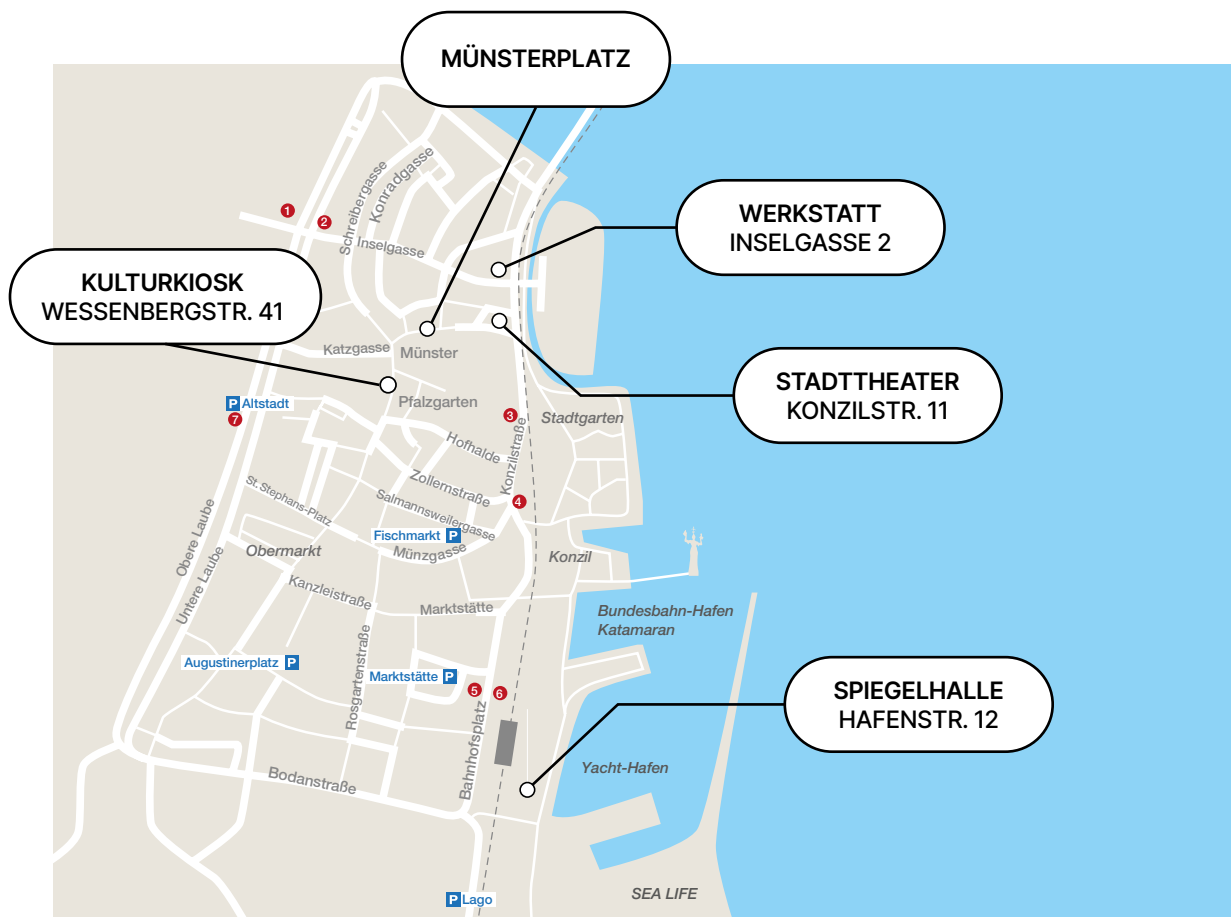 MÜNSTERPLATZ
WERKSTATT
INSELGASSE 2
KULTURKIOSK
WESSENBERGSTR. 41
STADTTHEATER
KONZILSTR. 11
SPIEGELHALLE
HAFENSTR. 12
Schreibergasse
Konradgasse
1
2
Inselgasse
Katzgasse
Münster
P Altstadt
7
Pfalzgarten
3
Stadtgarten
Hofhalde
Konzilstraße
Zollernstraße
4
St. Stephans-Platz
Salmannsweilergasse
Fischmarkt P
Münzgasse
Obere Laube
Untere Laube
Obermarkt
Konzil
Kanzleistraße
Marktstätte
Bundesbahn-Hafen
Katamaran
Augustinerplatz P
Rosgartenstraße
Marktstätte P
5
6
Bahnhofsplatz
Bodanstraße
Yacht-Hafen
P Lago
SEA LIFE